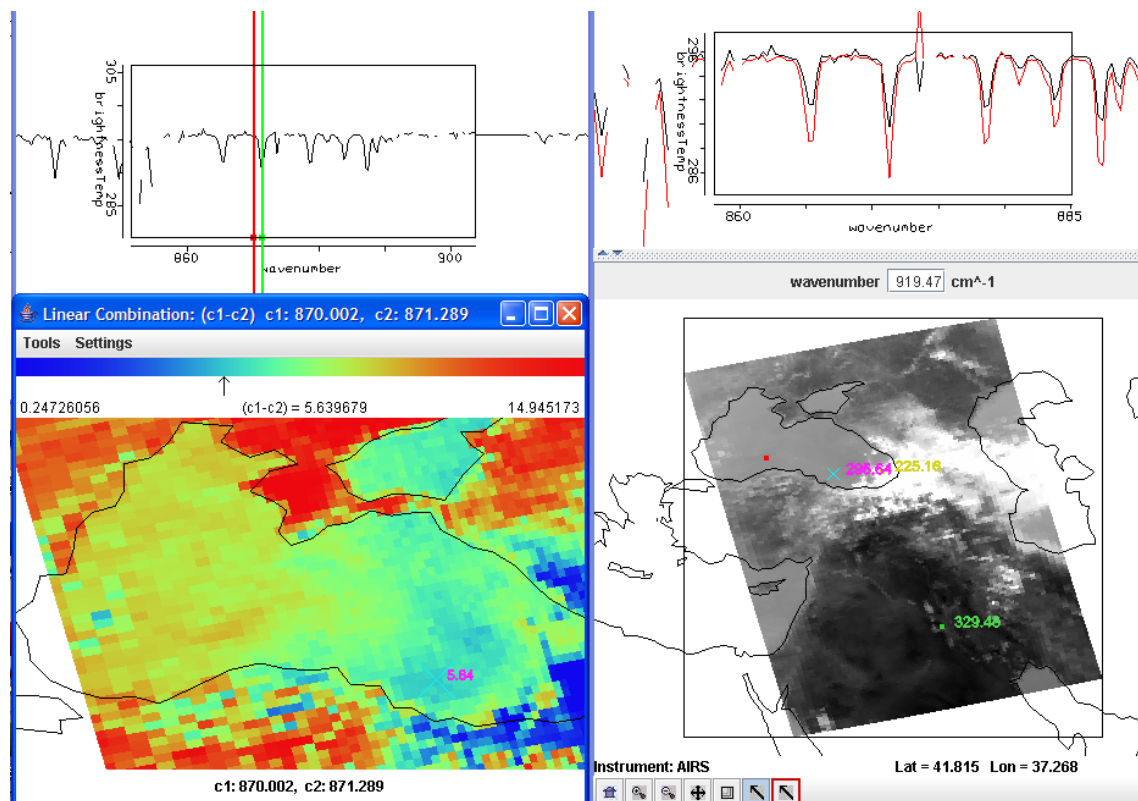 305
brightnessTemp
285
860
900
wavenumber
298
brightnessTemp
286
860
885
wavenumber
wavenumber 919.47 cm^-1
Linear Combination: (c1-c2) c1: 870.002, c2: 871.289
Tools Settings
0.24726056 (c1-c2) = 5.639679 14.945173
5.64
c1: 870.002, c2: 871.289
296.64 225.16
329.48
Instrument: AIRS Lat = 41.815 Lon = 37.268